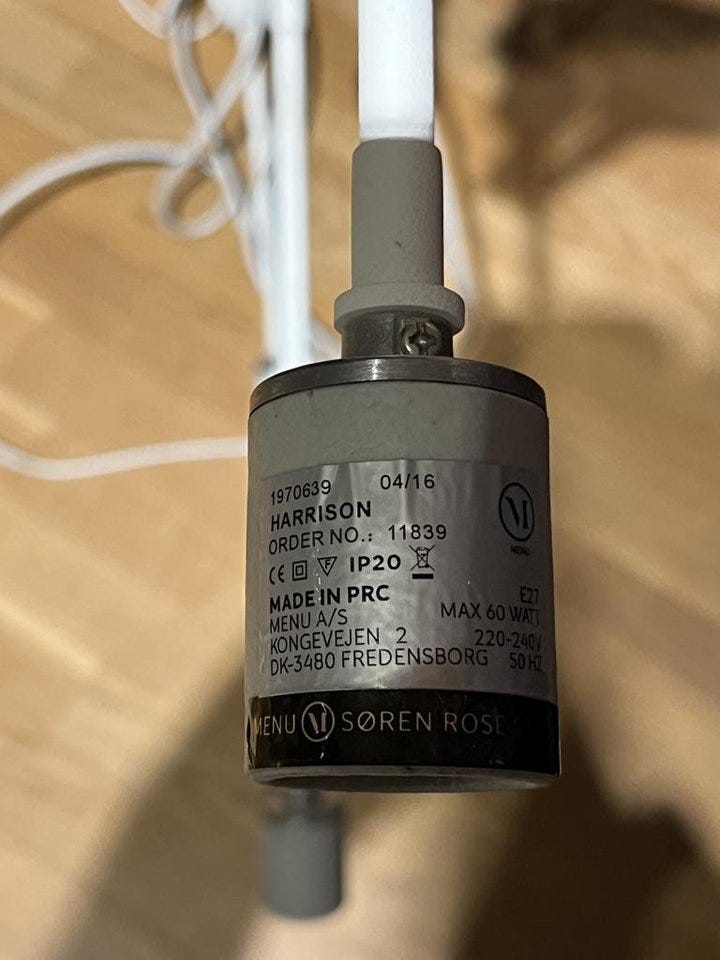 1970639 04/16
HARRISON
ORDER NO.: 11839
MENU
CE F IP20
MADE IN PRC
E27
MENU A/S
MAX 60 WATT
KONGEVEJEN 2
220-240V
DK-3480 FREDENSBORG
50 HZ
MENU M SØREN ROSE